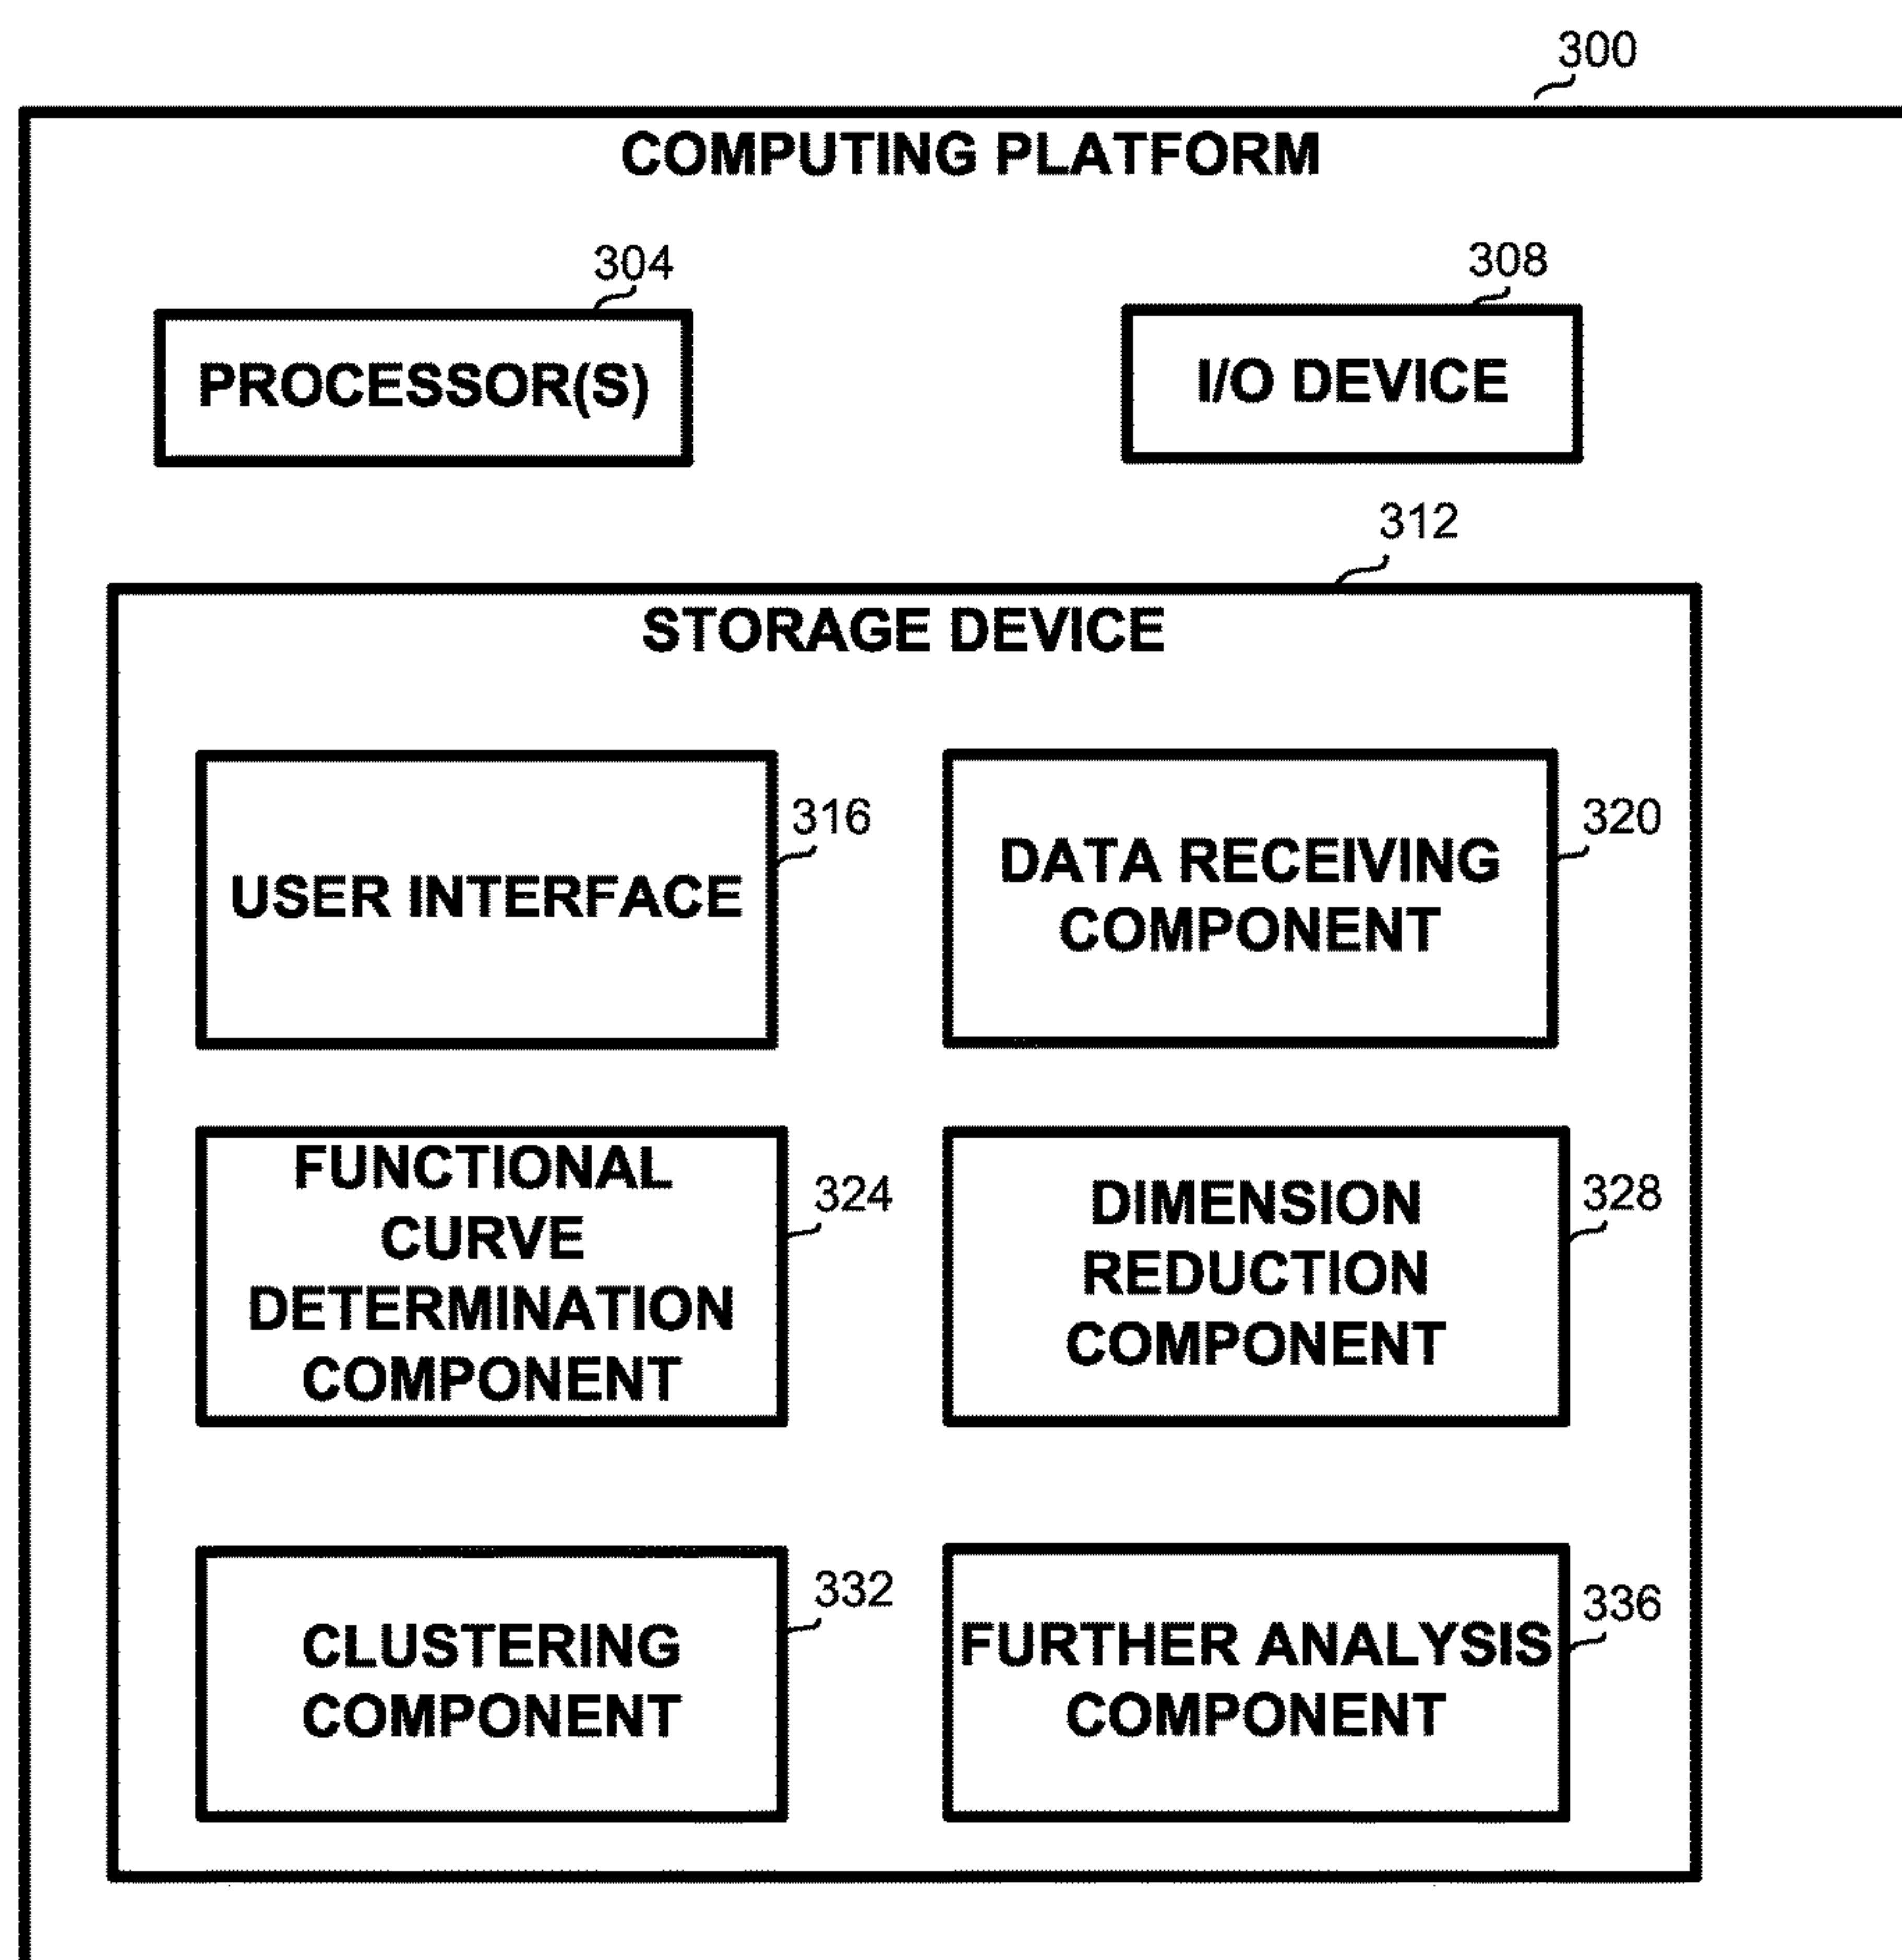 300
COMPUTING PLATFORM
304
308
PROCESSOR(S)
I/O DEVICE
312
STORAGE DEVICE
316
USER INTERFACE
320
DATA RECEIVING
COMPONENT
324
FUNCTIONAL
CURVE
DETERMINATION
COMPONENT
328
DIMENSION
REDUCTION
COMPONENT
332
CLUSTERING
COMPONENT
336
FURTHER ANALYSIS
COMPONENT